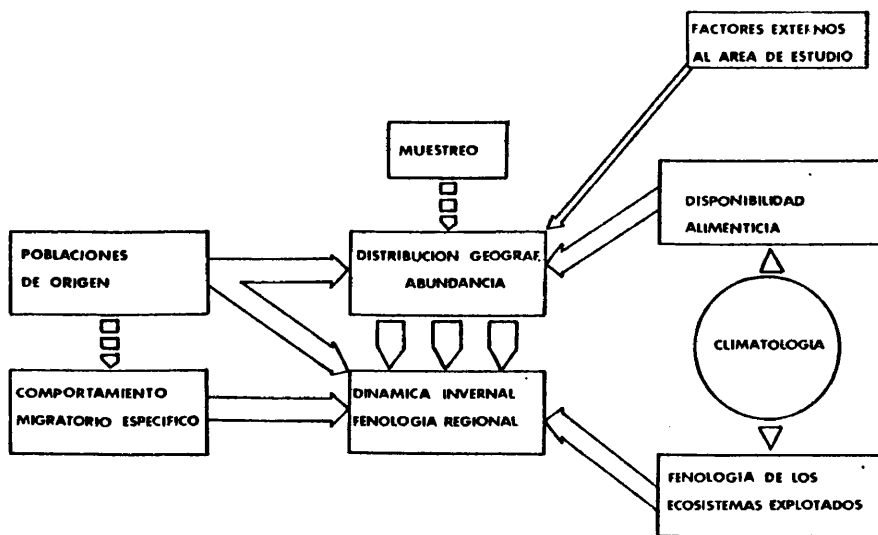 FACTORES EXTERNOS
AL AREA DE ESTUDIO
MUESTREO
DISPONIBILIDAD
ALIMENTICIA
POBLACIONES
DE ORIGEN
DISTRIBUCION GEOGRAF.
ABUNDANCIA
CLIMATOLOGIA
COMPORTAMIENTO
MIGRATORIO ESPECIFICO
DINAMICA INVERNAL
FENOLOGIA REGIONAL
FENOLOGIA DE LOS
ECOSISTEMAS EXPLOTADOS